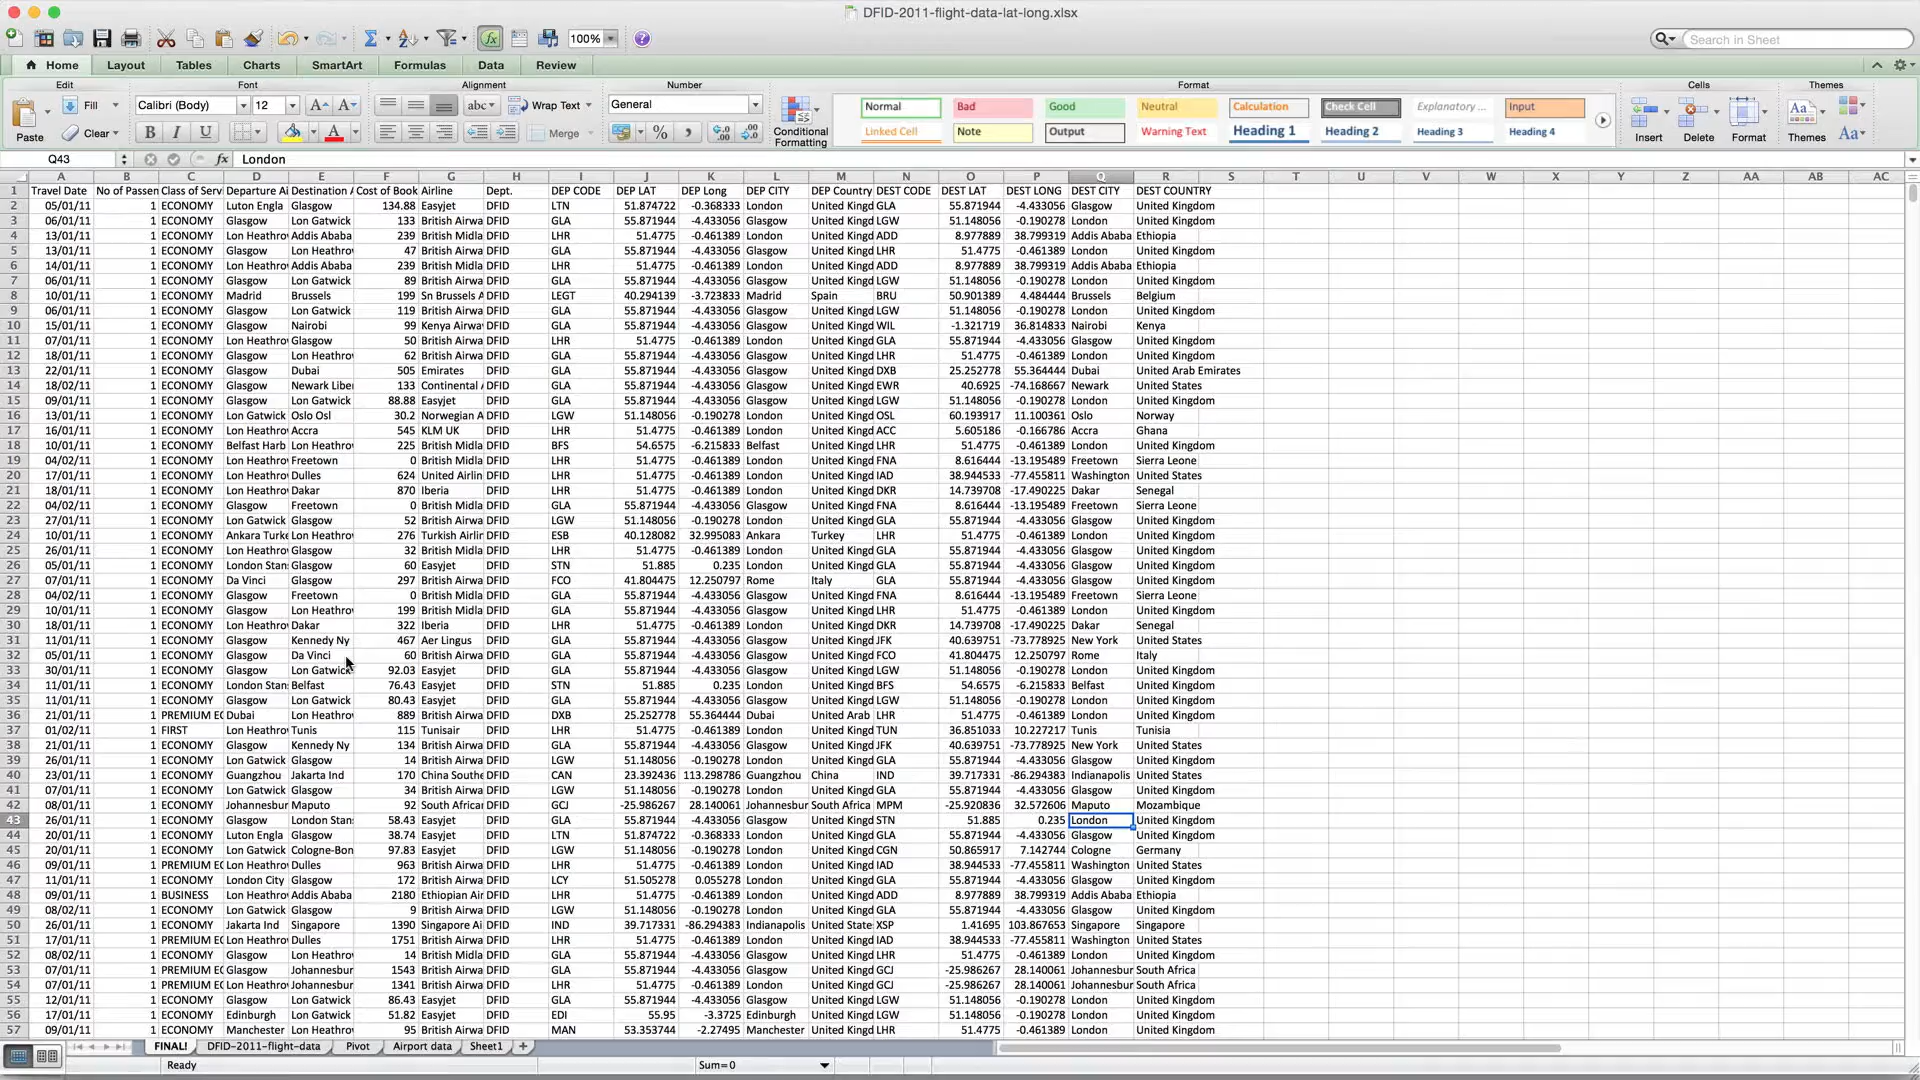 DFID-2011-flight-data-lat-long.xlsx
100%
Search in Sheet
Home Layout Tables Charts SmartArt Formulas Data Review
Edit Font Alignment Number Format Cells Themes
Fill Calibri (Body) 12 abc Wrap Text General Normal Bad Good Neutral Calculation Check Cell Explanatory ... Input
Paste Clear B I U Merge % Conditional Formatting Linked Cell Note Output Warning Text Heading 1 Heading 2 Heading 3 Heading 4 Insert Delete Format Themes
Q43 fx London
A B C D E F G H I J K L M N O P Q R S T U V W X Y Z AA AB AC
1 Travel Date No of Passen Class of Serv Departure Ai Destination A Cost of Book Airline Dept. DEP CODE DEP LAT DEP Long DEP CITY DEP Country DEST CODE DEST LAT DEST LONG DEST CITY DEST COUNTRY
2 05/01/11 1 ECONOMY Luton Engla Glasgow 134.88 Easyjet DFID LTN 51.874722 -0.368333 London United Kingd GLA 55.871944 -4.433056 Glasgow United Kingdom
3 06/01/11 1 ECONOMY Glasgow Lon Gatwick 133 British Airwa DFID GLA 55.871944 -4.433056 Glasgow United Kingd LGW 51.148056 -0.190278 London United Kingdom
4 13/01/11 1 ECONOMY Lon Heathro Addis Ababa 239 British Midla DFID LHR 51.4775 -0.461389 London United Kingd ADD 8.977889 38.799319 Addis Ababa Ethiopia
5 13/01/11 1 ECONOMY Glasgow Lon Heathro 47 British Airwa DFID GLA 55.871944 -4.433056 Glasgow United Kingd LHR 51.4775 -0.461389 London United Kingdom
6 14/01/11 1 ECONOMY Lon Heathro Addis Ababa 239 British Midla DFID LHR 51.4775 -0.461389 London United Kingd ADD 8.977889 38.799319 Addis Ababa Ethiopia
7 06/01/11 1 ECONOMY Glasgow Lon Gatwick 89 British Airwa DFID GLA 55.871944 -4.433056 Glasgow United Kingd LGW 51.148056 -0.190278 London United Kingdom
8 10/01/11 1 ECONOMY Madrid Brussels 199 Sn Brussels A DFID LEGT 40.294139 -3.723833 Madrid Spain BRU 50.901389 4.484444 Brussels Belgium
9 06/01/11 1 ECONOMY Glasgow Lon Gatwick 119 British Airwa DFID GLA 55.871944 -4.433056 Glasgow United Kingd LGW 51.148056 -0.190278 London United Kingdom
10 15/01/11 1 ECONOMY Glasgow Nairobi 99 Kenya Airwa DFID GLA 55.871944 -4.433056 Glasgow United Kingd WIL -1.321719 36.814833 Nairobi Kenya
11 07/01/11 1 ECONOMY Lon Heathro Glasgow 50 British Airwa DFID LHR 51.4775 -0.461389 London United Kingd GLA 55.871944 -4.433056 Glasgow United Kingdom
12 18/01/11 1 ECONOMY Glasgow Lon Heathro 62 British Airwa DFID GLA 55.871944 -4.433056 Glasgow United Kingd LHR 51.4775 -0.461389 London United Kingdom
13 22/01/11 1 ECONOMY Glasgow Dubai 505 Emirates DFID GLA 55.871944 -4.433056 Glasgow United Kingd DXB 25.252778 55.364444 Dubai United Arab Emirates
14 18/02/11 1 ECONOMY Glasgow Newark Liber 133 Continental A DFID GLA 55.871944 -4.433056 Glasgow United Kingd EWR 40.6925 -74.168667 Newark United States
15 09/01/11 1 ECONOMY Glasgow Lon Gatwick 88.88 Easyjet DFID GLA 55.871944 -4.433056 Glasgow United Kingd LGW 51.148056 -0.190278 London United Kingdom
16 13/01/11 1 ECONOMY Lon Gatwick Oslo Osl 30.2 Norwegian A DFID LGW 51.148056 -0.190278 London United Kingd OSL 60.193917 11.100361 Oslo Norway
17 16/01/11 1 ECONOMY Lon Heathro Accra 545 KLM UK DFID LHR 51.4775 -0.461389 London United Kingd ACC 5.605186 -0.166786 Accra Ghana
18 10/01/11 1 ECONOMY Belfast Harb Lon Heathro 225 British Midla DFID BFS 54.6575 -6.215833 Belfast United Kingd LHR 51.4775 -0.461389 London United Kingdom
19 04/02/11 1 ECONOMY Lon Heathro Freetown 0 British Midla DFID LHR 51.4775 -0.461389 London United Kingd FNA 8.616444 -13.195489 Freetown Sierra Leone
20 17/01/11 1 ECONOMY Lon Heathro Dulles 624 United Airlin DFID LHR 51.4775 -0.461389 London United Kingd IAD 38.944533 -77.455811 Washington United States
21 18/01/11 1 ECONOMY Lon Heathro Dakar 870 Iberia DFID LHR 51.4775 -0.461389 London United Kingd DKR 14.739708 -17.490225 Dakar Senegal
22 04/02/11 1 ECONOMY Glasgow Freetown 0 British Midla DFID GLA 55.871944 -4.433056 Glasgow United Kingd FNA 8.616444 -13.195489 Freetown Sierra Leone
23 27/01/11 1 ECONOMY Lon Gatwick Glasgow 52 British Airwa DFID LGW 51.148056 -0.190278 London United Kingd GLA 55.871944 -4.433056 Glasgow United Kingdom
24 10/01/11 1 ECONOMY Ankara Turke Lon Heathro 276 Turkish Airlir DFID ESB 40.128082 32.995083 Ankara Turkey LHR 51.4775 -0.461389 London United Kingdom
25 26/01/11 1 ECONOMY Lon Heathro Glasgow 32 British Midla DFID LHR 51.4775 -0.461389 London United Kingd GLA 55.871944 -4.433056 Glasgow United Kingdom
26 05/01/11 1 ECONOMY London Stan Glasgow 60 Easyjet DFID STN 51.885 0.235 London United Kingd GLA 55.871944 -4.433056 Glasgow United Kingdom
27 07/01/11 1 ECONOMY Da Vinci Glasgow 297 British Airwa DFID FCO 41.804475 12.250797 Rome Italy GLA 55.871944 -4.433056 Glasgow United Kingdom
28 04/02/11 1 ECONOMY Glasgow Freetown 0 British Midla DFID GLA 55.871944 -4.433056 Glasgow United Kingd FNA 8.616444 -13.195489 Freetown Sierra Leone
29 10/01/11 1 ECONOMY Glasgow Lon Heathro 199 British Midla DFID GLA 55.871944 -4.433056 Glasgow United Kingd LHR 51.4775 -0.461389 London United Kingdom
30 18/01/11 1 ECONOMY Lon Heathro Dakar 322 Iberia DFID LHR 51.4775 -0.461389 London United Kingd DKR 14.739708 -17.490225 Dakar Senegal
31 11/01/11 1 ECONOMY Glasgow Kennedy Ny 467 Aer Lingus DFID GLA 55.871944 -4.433056 Glasgow United Kingd JFK 40.639751 -73.778925 New York United States
32 05/01/11 1 ECONOMY Glasgow Da Vinci 60 British Airwa DFID GLA 55.871944 -4.433056 Glasgow United Kingd FCO 41.804475 12.250797 Rome Italy
33 30/01/11 1 ECONOMY Glasgow Lon Gatwick 92.03 Easyjet DFID GLA 55.871944 -4.433056 Glasgow United Kingd LGW 51.148056 -0.190278 London United Kingdom
34 11/01/11 1 ECONOMY London Stan Belfast 76.43 Easyjet DFID STN 51.885 0.235 London United Kingd BFS 54.6575 -6.215833 Belfast United Kingdom
35 11/01/11 1 ECONOMY Glasgow Lon Gatwick 80.43 Easyjet DFID GLA 55.871944 -4.433056 Glasgow United Kingd LGW 51.148056 -0.190278 London United Kingdom
36 21/01/11 1 PREMIUM EC Dubai Lon Heathro 889 British Airwa DFID DXB 25.252778 55.364444 Dubai United Arab LHR 51.4775 -0.461389 London United Kingdom
37 01/02/11 1 FIRST Lon Heathro Tunis 115 Tunisair DFID LHR 51.4775 -0.461389 London United Kingd TUN 36.851033 10.227217 Tunis Tunisia
38 21/01/11 1 ECONOMY Glasgow Kennedy Ny 134 British Airwa DFID GLA 55.871944 -4.433056 Glasgow United Kingd JFK 40.639751 -73.778925 New York United States
39 26/01/11 1 ECONOMY Lon Gatwick Glasgow 14 British Airwa DFID LGW 51.148056 -0.190278 London United Kingd GLA 55.871944 -4.433056 Glasgow United Kingdom
40 23/01/11 1 ECONOMY Guangzhou Jakarta Ind 170 China Southe DFID CAN 23.392436 113.298786 Guangzhou China IND 39.717331 -86.294383 Indianapolis United States
41 07/01/11 1 ECONOMY Lon Gatwick Glasgow 34 British Airwa DFID LGW 51.148056 -0.190278 London United Kingd GLA 55.871944 -4.433056 Glasgow United Kingdom
42 08/01/11 1 ECONOMY Johannesbur Maputo 92 South African DFID GCJ -25.986267 28.140061 Johannesbur South Africa MPM -25.920836 32.572606 Maputo Mozambique
43 26/01/11 1 ECONOMY Glasgow London Stan 58.43 Easyjet DFID GLA 55.871944 -4.433056 Glasgow United Kingd STN 51.885 0.235 London United Kingdom
44 20/01/11 1 ECONOMY Luton Engla Glasgow 38.74 Easyjet DFID LTN 51.874722 -0.368333 London United Kingd GLA 55.871944 -4.433056 Glasgow United Kingdom
45 20/01/11 1 ECONOMY Lon Gatwick Cologne-Bon 97.83 Easyjet DFID LGW 51.148056 -0.190278 London United Kingd CGN 50.865917 7.142744 Cologne Germany
46 09/01/11 1 PREMIUM EC Lon Heathro Dulles 963 British Airwa DFID LHR 51.4775 -0.461389 London United Kingd IAD 38.944533 -77.455811 Washington United States
47 11/01/11 1 ECONOMY London City Glasgow 172 British Airwa DFID LCY 51.505278 0.055278 London United Kingd GLA 55.871944 -4.433056 Glasgow United Kingdom
48 09/01/11 1 BUSINESS Lon Heathro Addis Ababa 2180 Ethiopian Air DFID LHR 51.4775 -0.461389 London United Kingd ADD 8.977889 38.799319 Addis Ababa Ethiopia
49 08/02/11 1 ECONOMY Lon Gatwick Glasgow 9 British Airwa DFID LGW 51.148056 -0.190278 London United Kingd GLA 55.871944 -4.433056 Glasgow United Kingdom
50 26/01/11 1 ECONOMY Jakarta Ind Singapore 1390 Singapore Ai DFID IND 39.717331 -86.294383 Indianapolis United State XSP 1.41695 103.867653 Singapore Singapore
51 17/01/11 1 PREMIUM EC Lon Heathro Dulles 1751 British Airwa DFID LHR 51.4775 -0.461389 London United Kingd IAD 38.944533 -77.455811 Washington United States
52 08/02/11 1 ECONOMY Glasgow Lon Heathro 14 British Midla DFID GLA 55.871944 -4.433056 Glasgow United Kingd LHR 51.4775 -0.461389 London United Kingdom
53 07/01/11 1 PREMIUM EC Glasgow Johannesbur 1543 British Airwa DFID GLA 55.871944 -4.433056 Glasgow United Kingd GCJ -25.986267 28.140061 Johannesbur South Africa
54 07/01/11 1 PREMIUM EC Lon Heathro Johannesbur 1341 British Airwa DFID LHR 51.4775 -0.461389 London United Kingd GCJ -25.986267 28.140061 Johannesbur South Africa
55 12/01/11 1 ECONOMY Glasgow Lon Gatwick 86.43 Easyjet DFID GLA 55.871944 -4.433056 Glasgow United Kingd LGW 51.148056 -0.190278 London United Kingdom
56 17/01/11 1 ECONOMY Edinburgh Lon Gatwick 51.82 Easyjet DFID EDI 55.95 -3.3725 Edinburgh United Kingd LGW 51.148056 -0.190278 London United Kingdom
57 09/01/11 1 ECONOMY Manchester Lon Heathro 95 British Airwa DFID MAN 53.353744 -2.27495 Manchester United Kingd LHR 51.4775 -0.461389 London United Kingdom
FINAL! DFID-2011-flight-data Pivot Airport data Sheet1
Ready Sum=0